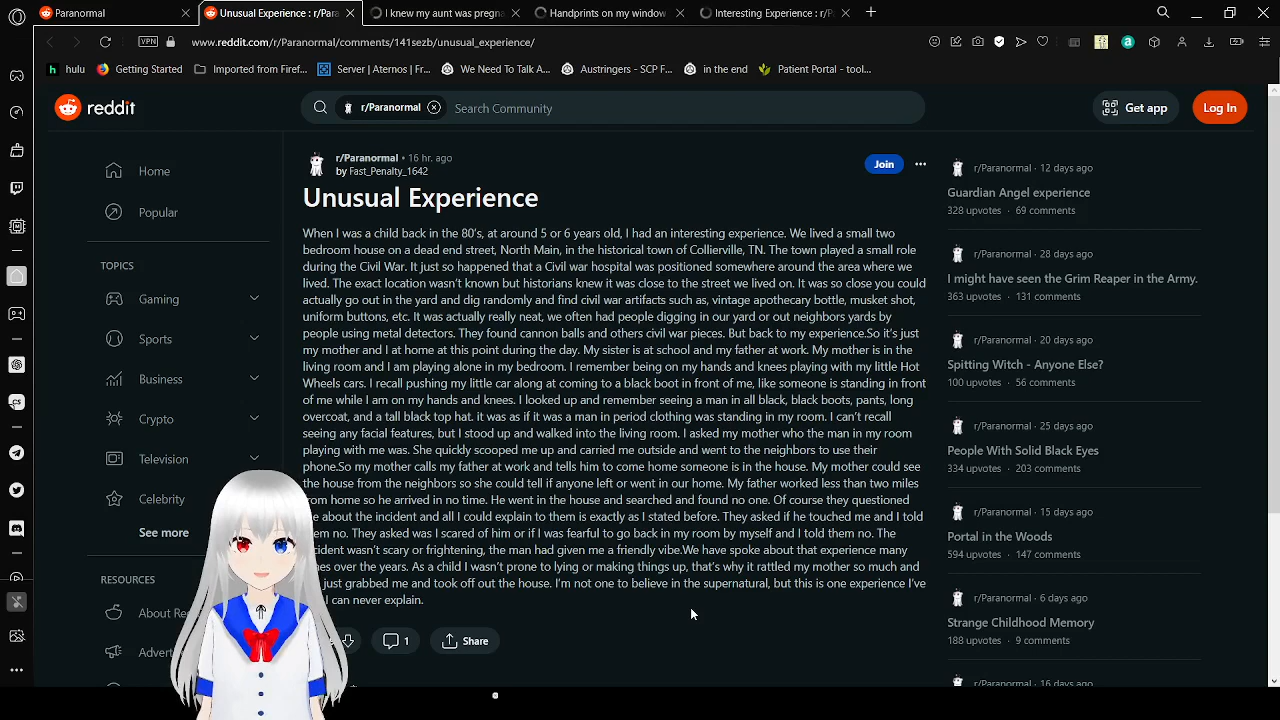 Paranormal
Unusual Experience : r/Para
I knew my aunt was pregna
Handprints on my window
Interesting Experience : r/P
VPN
www.reddit.com/r/Paranormal/comments/141sezb/unusual_experience/
hulu
Getting Started
Imported from Firef...
Server | Aternos | Fr...
We Need To Talk A...
Austringers - SCP F...
in the end
Patient Portal - tool...
reddit
r/Paranormal
Search Community
Get app
Log In
Home
Popular
TOPICS
Gaming
Sports
Business
Crypto
Television
Celebrity
See more
RESOURCES
About Re
Advert
r/Paranormal • 16 hr. ago
by Fast_Penalty_1642
Join
Unusual Experience
When I was a child back in the 80's, at around 5 or 6 years old, I had an interesting experience. We lived a small two
bedroom house on a dead end street, North Main, in the historical town of Collierville, TN. The town played a small role
during the Civil War. It just so happened that a Civil war hospital was positioned somewhere around the area where we
lived. The exact location wasn't known but historians knew it was close to the street we lived on. It was so close you could
actually go out in the yard and dig randomly and find civil war artifacts such as, vintage apothecary bottle, musket shot,
uniform buttons, etc. It was actually really neat, we often had people digging in our yard or out neighbors yards by
people using metal detectors. They found cannon balls and others civil war pieces. But back to my experience.So it's just
my mother and I at home at this point during the day. My sister is at school and my father at work. My mother is in the
living room and I am playing alone in my bedroom. I remember being on my hands and knees playing with my little Hot
Wheels cars. I recall pushing my little car along at coming to a black boot in front of me, like someone is standing in front
of me while I am on my hands and knees. I looked up and remember seeing a man in all black, black boots, pants, long
overcoat, and a tall black top hat. it was as if it was a man in period clothing was standing in my room. I can't recall
seeing any facial features, but I stood up and walked into the living room. I asked my mother who the man in my room
playing with me was. She quickly scooped me up and carried me outside and went to the neighbors to use their
phone.So my mother calls my father at work and tells him to come home someone is in the house. My mother could see
the house from the neighbors so she could tell if anyone left or went in our home. My father worked less than two miles
from home so he arrived in no time. He went in the house and searched and found no one. Of course they questioned
about the incident and all I could explain to them is exactly as I stated before. They asked if he touched me and I told
them no. They asked was I scared of him or if I was fearful to go back in my room by myself and I told them no. The
incident wasn't scary or frightening, the man had given me a friendly vibe.We have spoke about that experience many
times over the years. As a child I wasn't prone to lying or making things up, that's why it rattled my mother so much and
just grabbed me and took off out the house. I'm not one to believe in the supernatural, but this is one experience I've
I can never explain.
1
Share
r/Paranormal · 12 days ago
Guardian Angel experience
328 upvotes · 69 comments
r/Paranormal · 28 days ago
I might have seen the Grim Reaper in the Army.
363 upvotes · 131 comments
r/Paranormal · 20 days ago
Spitting Witch - Anyone Else?
100 upvotes · 56 comments
r/Paranormal · 25 days ago
People With Solid Black Eyes
334 upvotes · 203 comments
r/Paranormal · 15 days ago
Portal in the Woods
594 upvotes · 147 comments
r/Paranormal · 6 days ago
Strange Childhood Memory
188 upvotes · 9 comments
r/Paranormal · 16 days ago